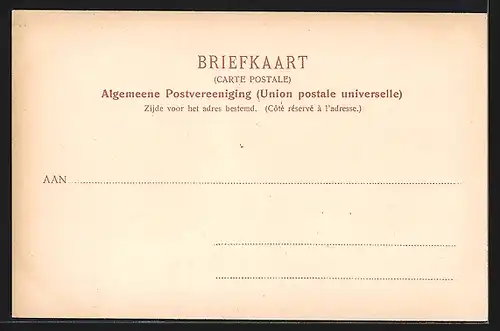 BRIEFKAART
(CARTE POSTALE)
Algemeene Postvereeniging (Union postale universelle)
Zijde voor het adres bestemd. (Côté réservé à l'adresse.)
AAN